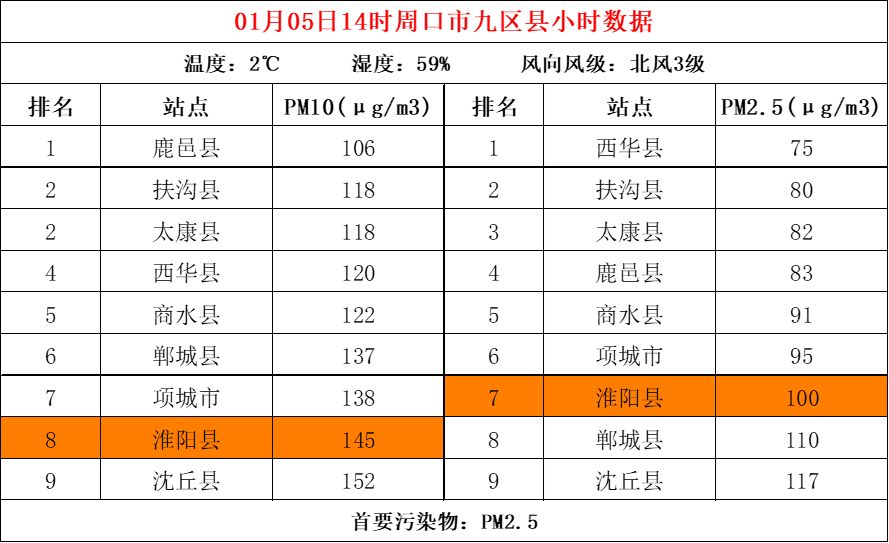 01月05日14时周口市九区县小时数据
温度：2℃ 湿度：59% 风向风级：北风3级
排名 站点 PM10(μg/m3) 排名 站点 PM2.5(μg/m3)
1 鹿邑县 106 1 西华县 75
2 扶沟县 118 2 扶沟县 80
2 太康县 118 3 太康县 82
4 西华县 120 4 鹿邑县 83
5 商水县 122 5 商水县 91
6 郸城县 137 6 项城市 95
7 项城市 138 7 淮阳县 100
8 淮阳县 145 8 郸城县 110
9 沈丘县 152 9 沈丘县 117
首要污染物：PM2.5